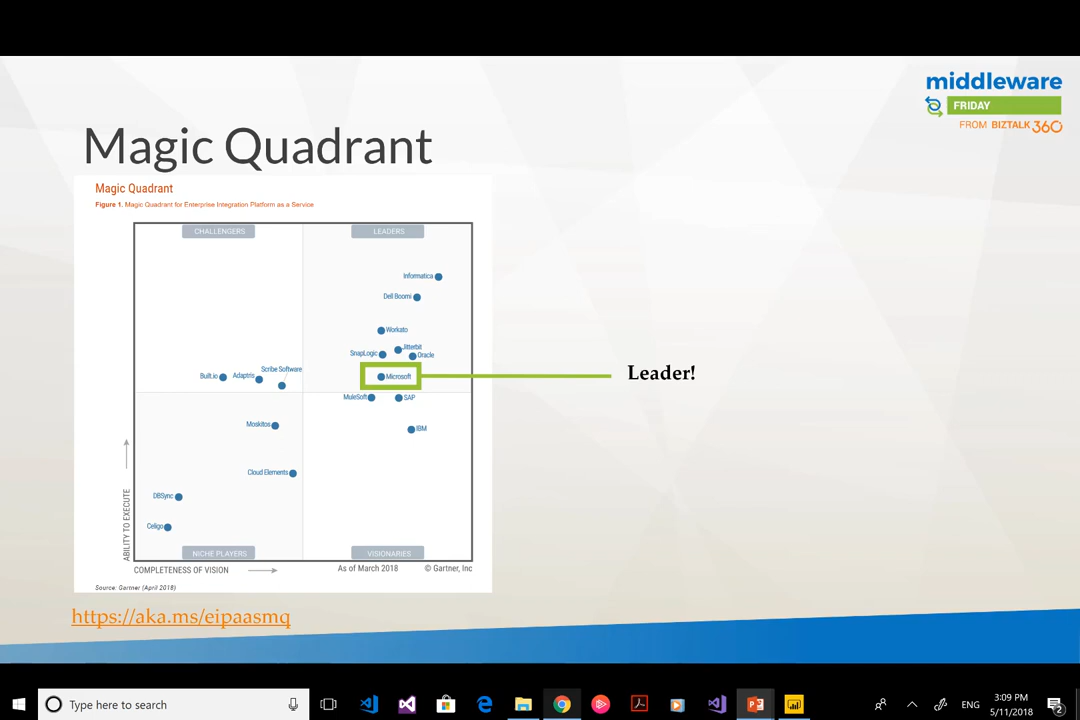 middleware
FRIDAY
FROM BIZTALK 360
Magic Quadrant
Magic Quadrant
Figure 1. Magic Quadrant for Enterprise Integration Platform as a Service
CHALLENGERS
LEADERS
Informatica
Dell Boomi
Workato
Jitterbit
SnapLogic
Oracle
Scribe Software
Built.io
Adaptris
Microsoft
Leader!
MuleSoft
SAP
Moskitos
IBM
Cloud Elements
DBSync
Celigo
ABILITY TO EXECUTE
NICHE PLAYERS
VISIONARIES
COMPLETENESS OF VISION
As of March 2018
© Gartner, Inc
Source: Gartner (April 2018)
https://aka.ms/eipaasmq
Type here to search
ENG
3:09 PM
5/11/2018
2